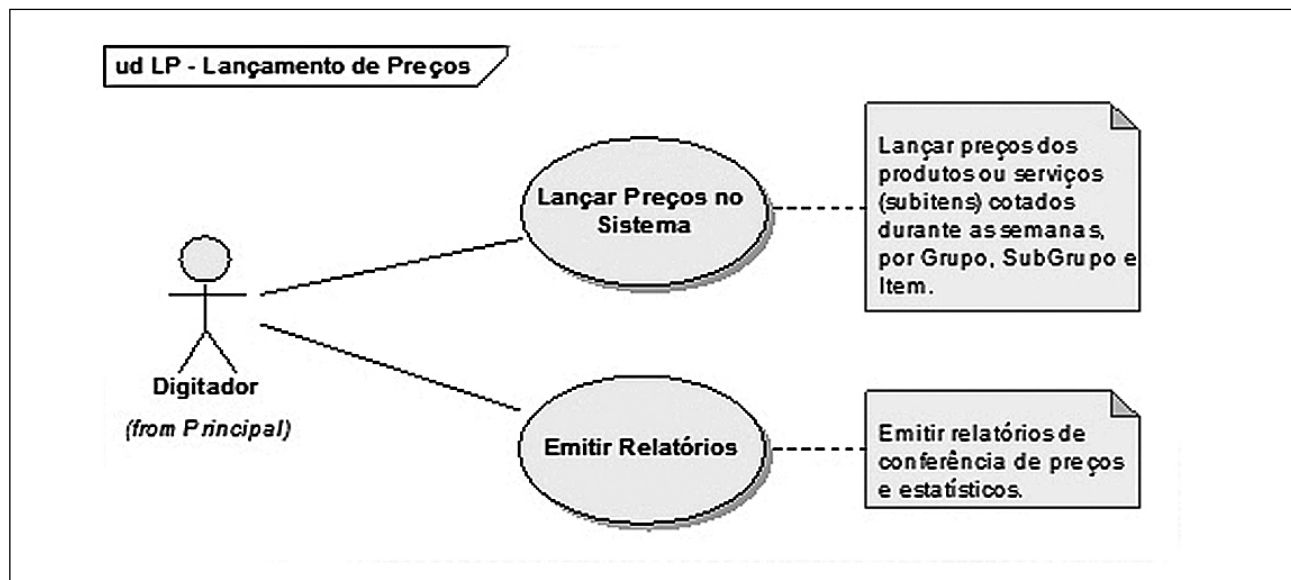 ud LP - Lançamento de Preços
Lançar Preços no
Sistema
Lançar preços dos
produtos ou serviços
(subitens) cotados
durante as semanas,
por Grupo, SubGrupo e
Item.
Digitador
(from Principal)
Emitir Relatórios
Emitir relatórios de
conferência de preços
e estatísticos.